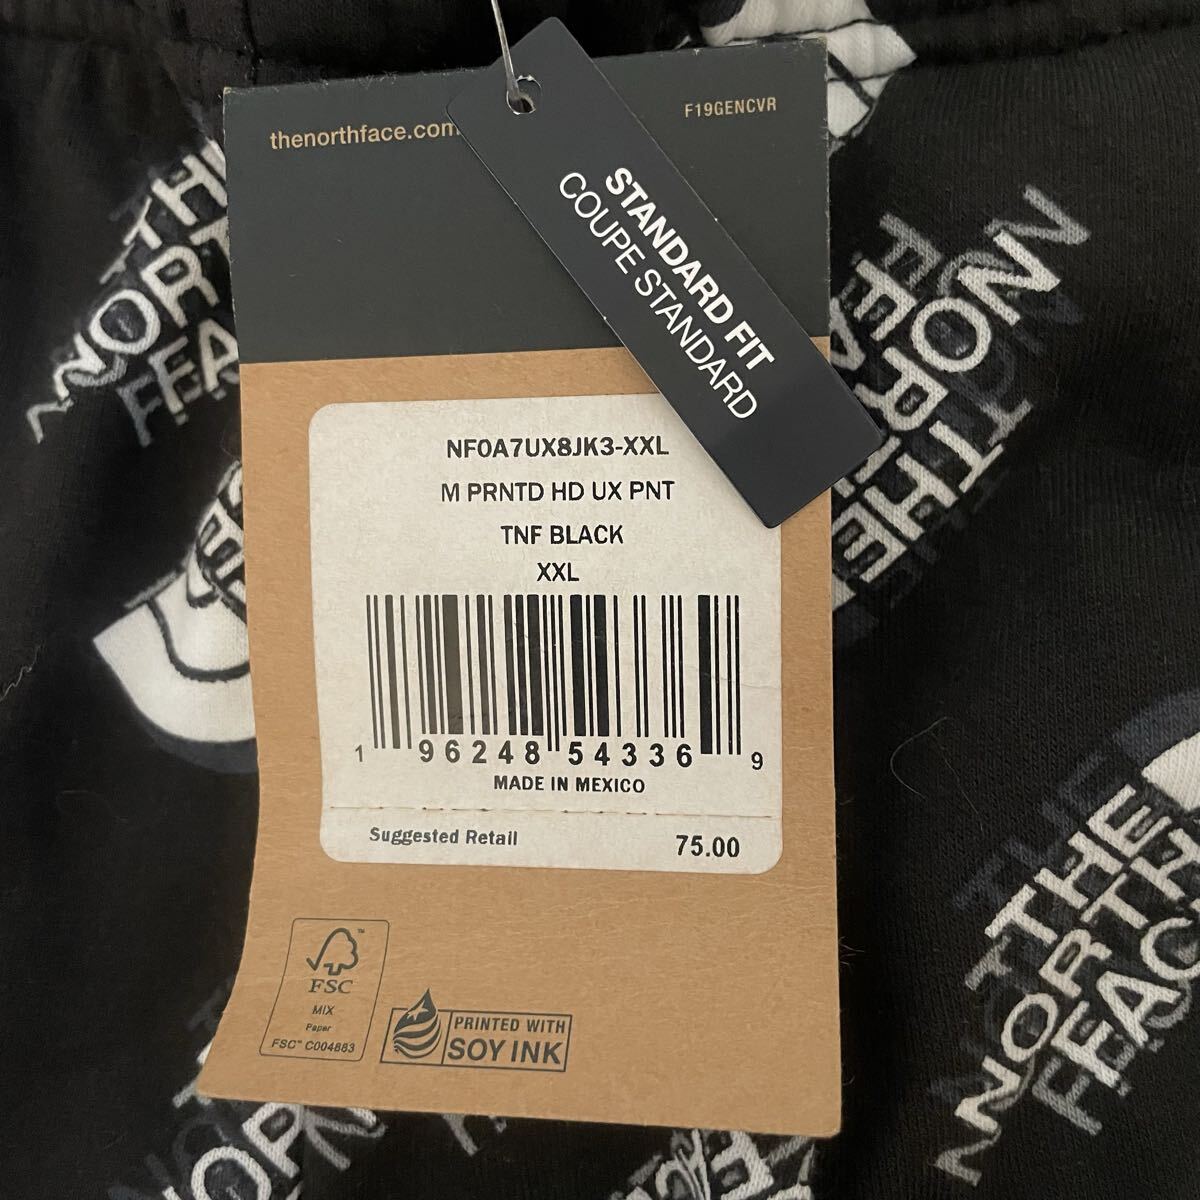 thenorthface.com
F19GENCVR
STANDARD FIT
COUPE STANDARD
NF0A7UX8JK3-XXL
M PRNTD HD UX PNT
TNF BLACK
XXL
1 96248 54336 9
MADE IN MEXICO
Suggested Retail 75.00
FSC
MIX
Paper
FSC™ C004883
PRINTED WITH
SOY INK
THE
NORTH
FACE
THE
NORTH
FACE
THE
NORTH
FACE